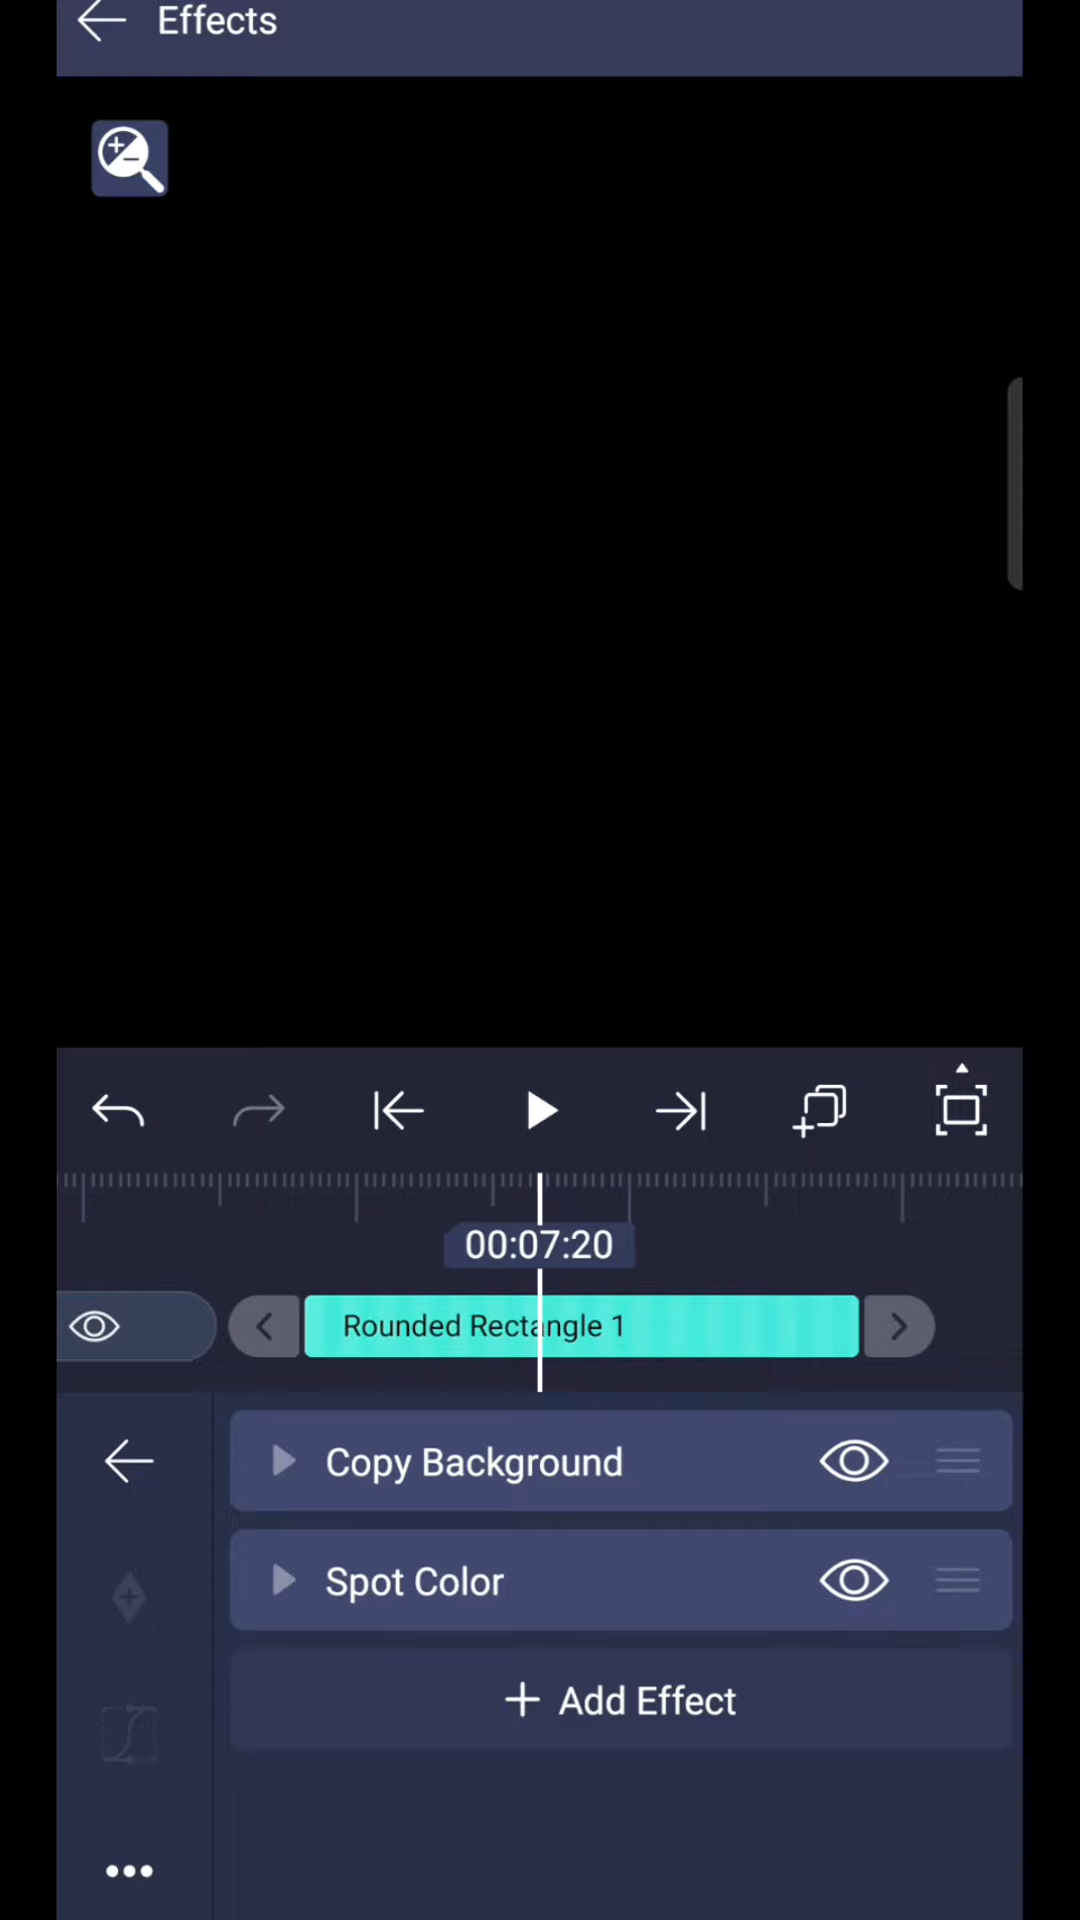 Effects
00:07:20
Rounded Rectangle 1
Copy Background
Spot Color
+ Add Effect